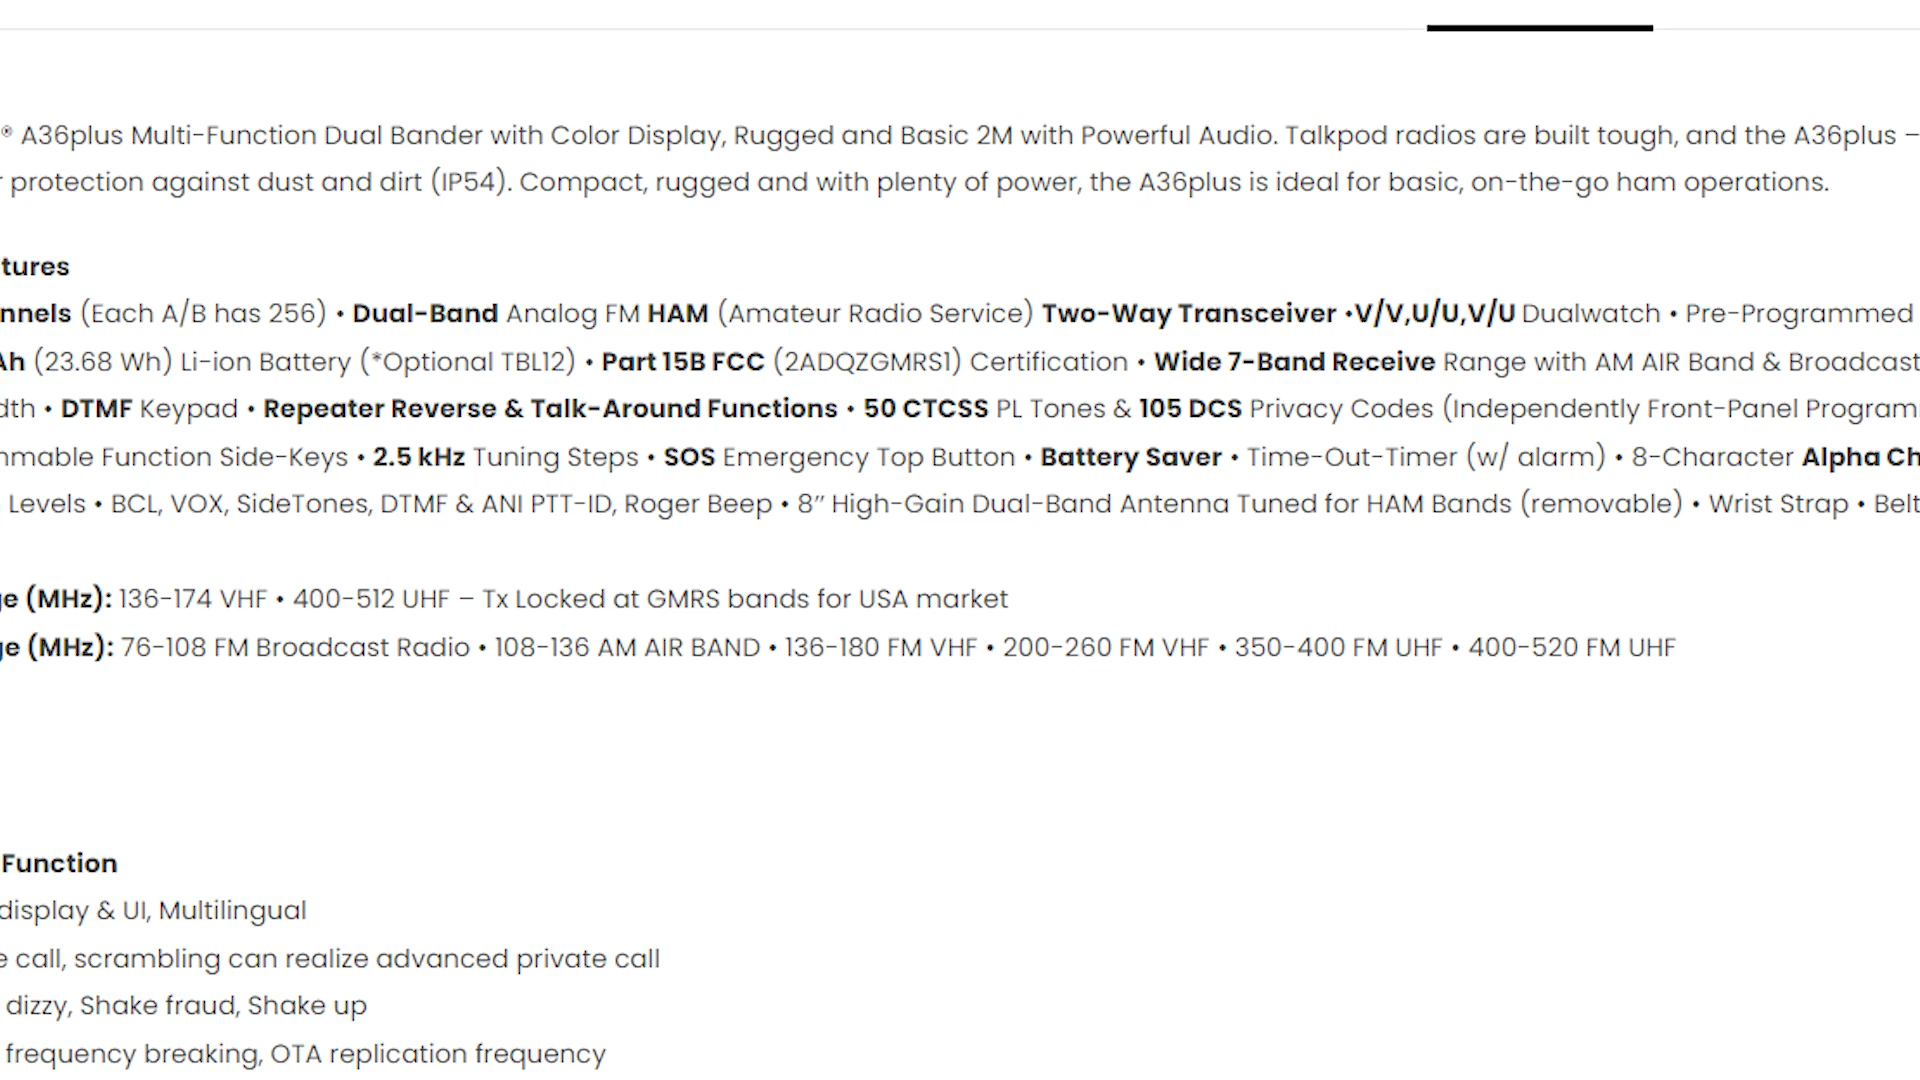 ® A36plus Multi-Function Dual Bander with Color Display, Rugged and Basic 2M with Powerful Audio. Talkpod radios are built tough, and the A36plus –
protection against dust and dirt (IP54). Compact, rugged and with plenty of power, the A36plus is ideal for basic, on-the-go ham operations.
tures
nnels (Each A/B has 256) • Dual-Band Analog FM HAM (Amateur Radio Service) Two-Way Transceiver •V/V,U/U,V/U Dualwatch • Pre-Programmed
Ah (23.68 Wh) Li-ion Battery (*Optional TBL12) • Part 15B FCC (2ADQZGMRS1) Certification • Wide 7-Band Receive Range with AM AIR Band & Broadcast
dth • DTMF Keypad • Repeater Reverse & Talk-Around Functions • 50 CTCSS PL Tones & 105 DCS Privacy Codes (Independently Front-Panel Program
mmable Function Side-Keys • 2.5 kHz Tuning Steps • SOS Emergency Top Button • Battery Saver • Time-Out-Timer (w/ alarm) • 8-Character Alpha Ch
Levels • BCL, VOX, SideTones, DTMF & ANI PTT-ID, Roger Beep • 8″ High-Gain Dual-Band Antenna Tuned for HAM Bands (removable) • Wrist Strap • Belt
ge (MHz): 136-174 VHF • 400-512 UHF – Tx Locked at GMRS bands for USA market
ge (MHz): 76-108 FM Broadcast Radio • 108-136 AM AIR BAND • 136-180 FM VHF • 200-260 FM VHF • 350-400 FM UHF • 400-520 FM UHF
Function
display & UI, Multilingual
e call, scrambling can realize advanced private call
dizzy, Shake fraud, Shake up
frequency breaking, OTA replication frequency